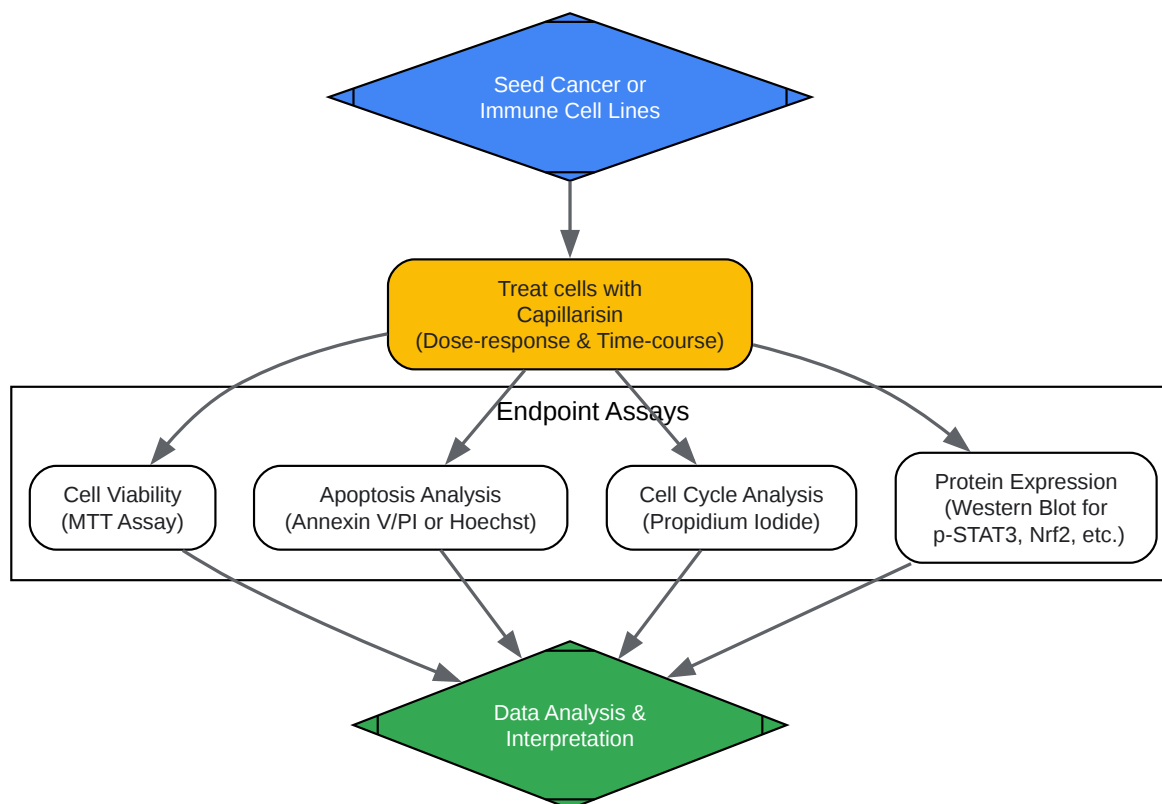 Seed Cancer or
Immune Cell Lines
Treat cells with
Capillarisin
(Dose-response & Time-course)
Endpoint Assays
Cell Viability
(MTT Assay)
Apoptosis Analysis
(Annexin V/PI or Hoechst)
Cell Cycle Analysis
(Propidium Iodide)
Protein Expression
(Western Blot for
p-STAT3, Nrf2, etc.)
Data Analysis &
Interpretation